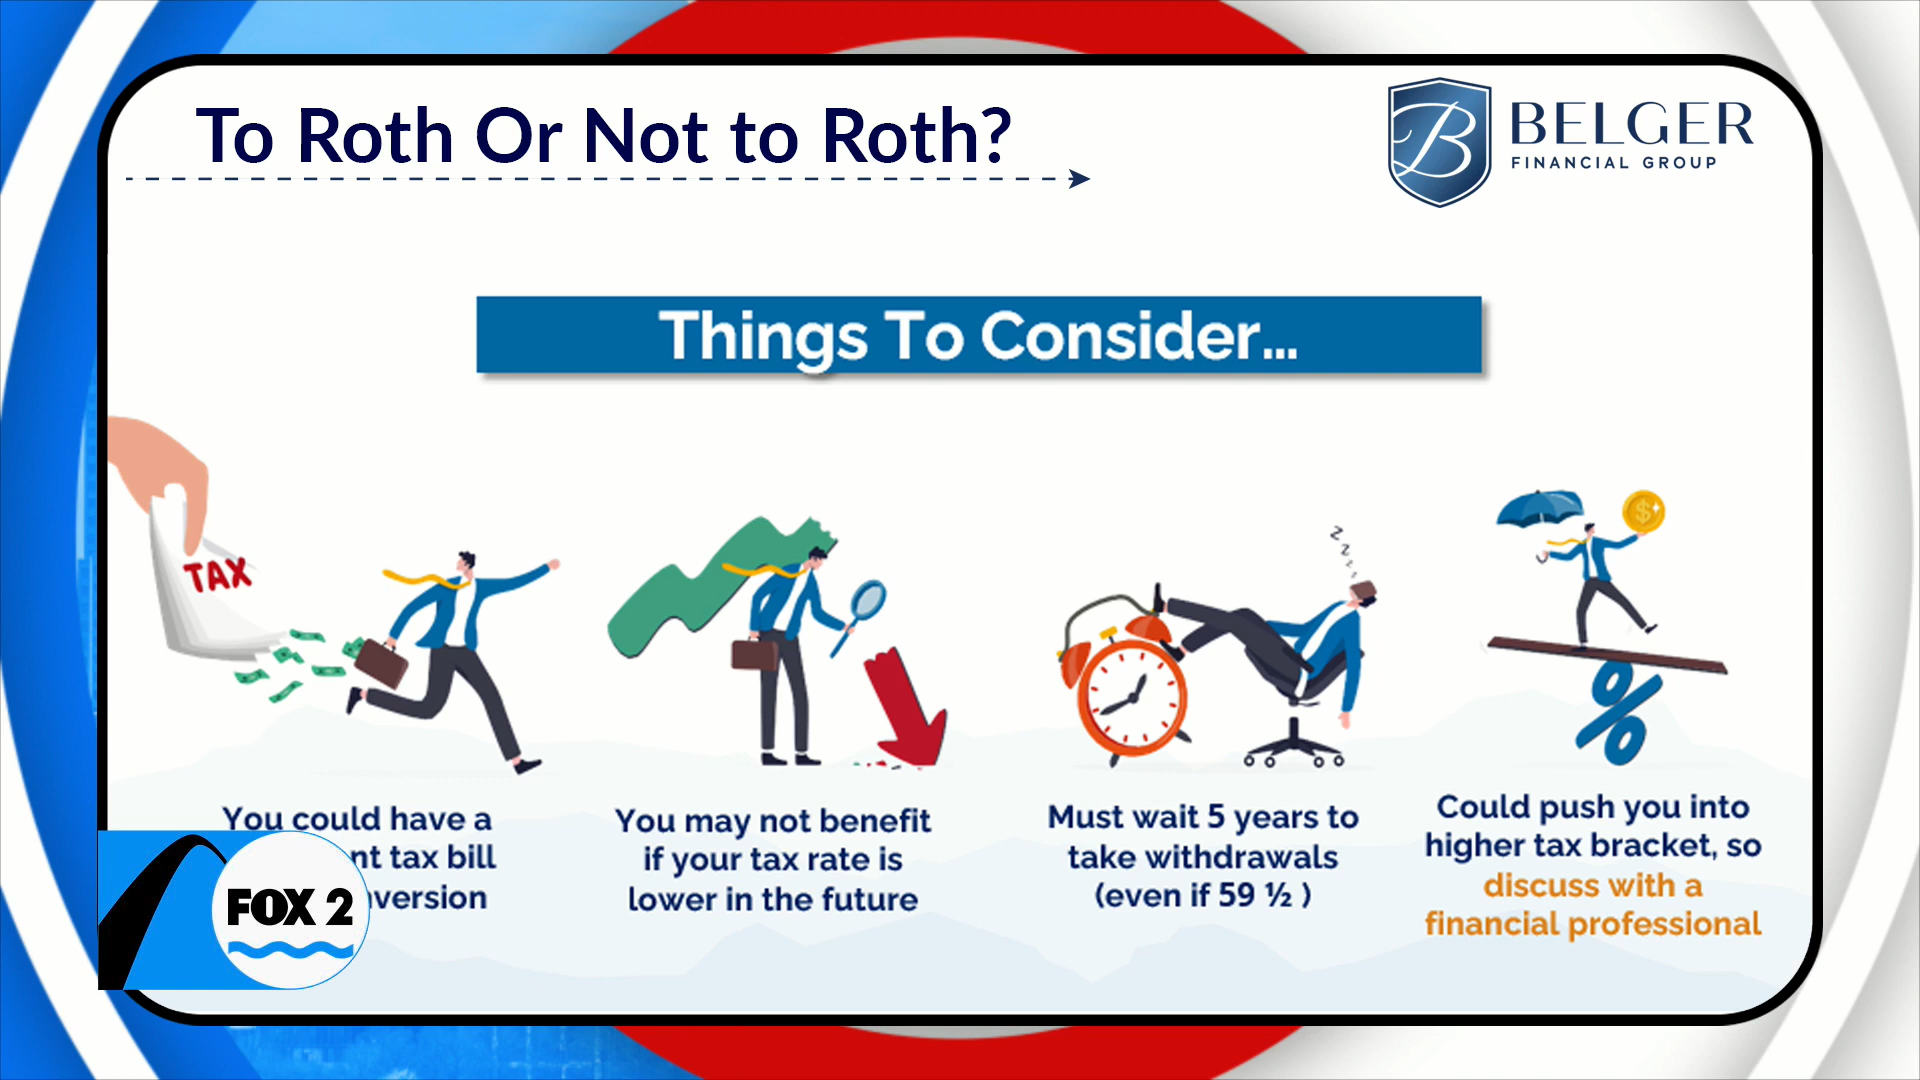 To Roth Or Not to Roth?
B
BELGER
FINANCIAL GROUP
Things To Consider...
TAX
z
z
z
z
$
%
You could have a
tax bill
You may not benefit
if your tax rate is
lower in the future
Must wait 5 years to
take withdrawals
(even if 59 ½ )
Could push you into
higher tax bracket, so
discuss with a
financial professional
FOX 2